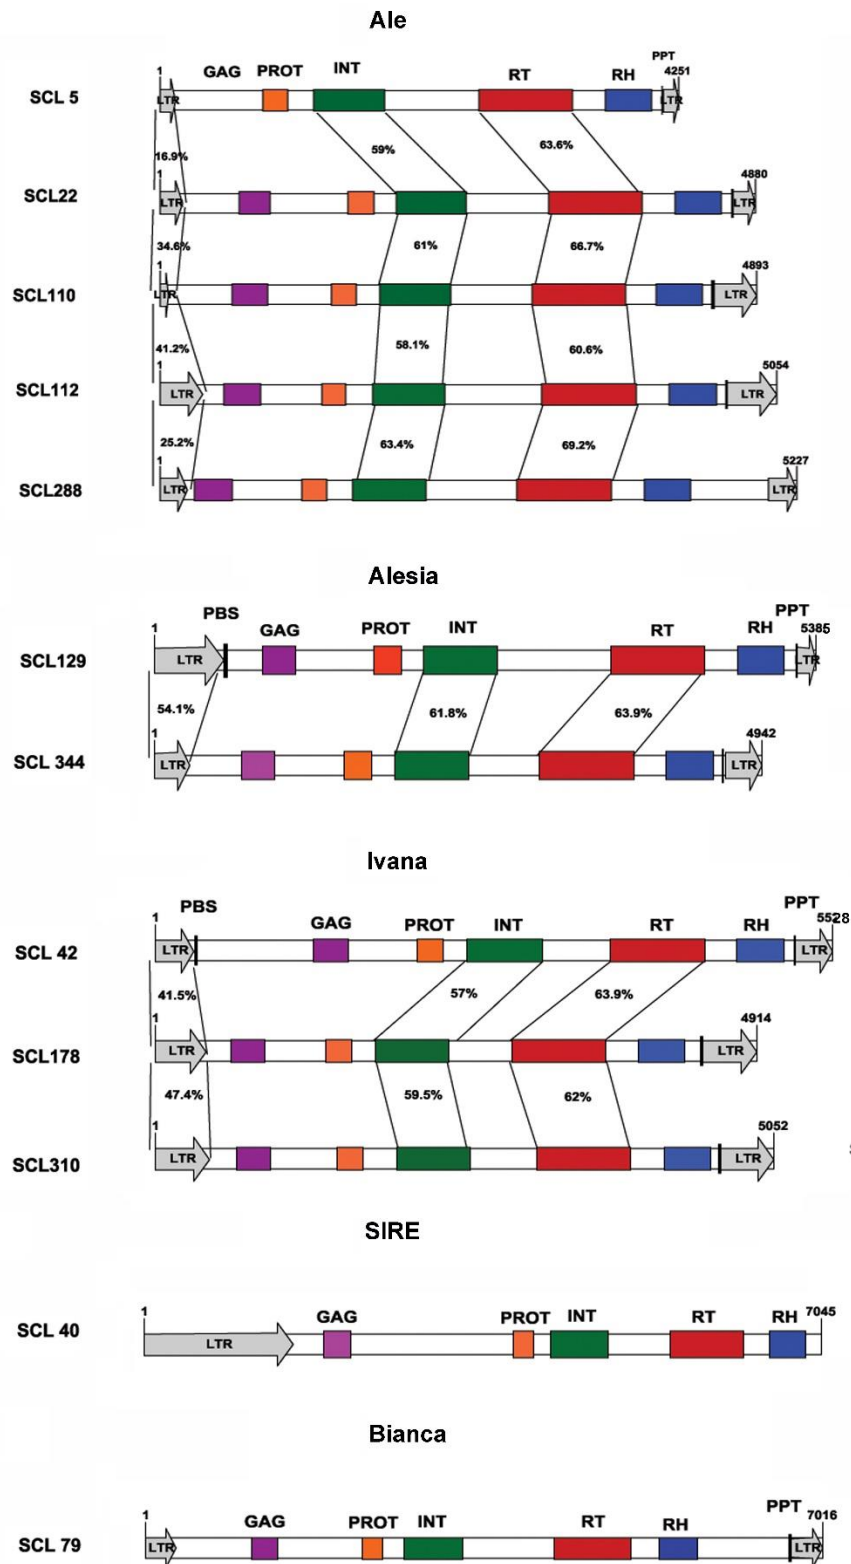 Ale
PPT
1 GAG PROT INT RT RH 4251
SCL 5 LTR LTR
16.9% 59% 63.6%
1 4880
SCL22 LTR LTR
34.6% 61% 66.7%
1 4893
SCL110 LTR LTR
41.2% 58.1% 60.6%
1 5054
SCL112 LTR LTR
25.2% 63.4% 69.2%
1 5227
SCL288 LTR LTR
Alesia
PBS PPT
1 GAG PROT INT RT RH 5385
SCL129 LTR LTR
54.1% 61.8% 63.9%
1 4942
SCL 344 LTR LTR
Ivana
PBS PPT
1 GAG PROT INT RT RH 5528
SCL 42 LTR LTR
41.5% 57% 63.9%
1 4914
SCL178 LTR LTR
47.4% 59.5% 62%
1 5052
SCL310 LTR LTR
SIRE
1 GAG PROT INT RT RH 7045
SCL 40 LTR
Bianca
PPT
1 GAG PROT INT RT RH 7016
SCL 79 LTR LTR